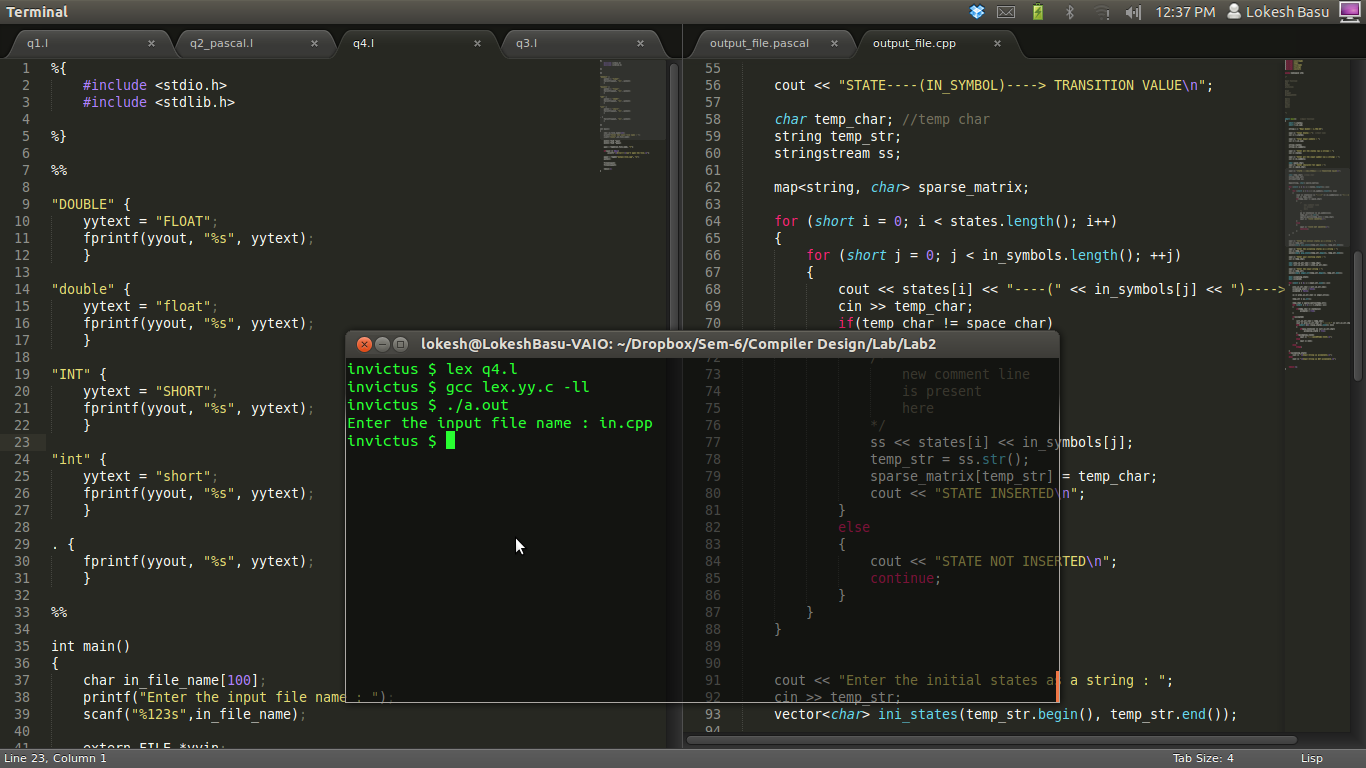 Terminal
12:37 PM Lokesh Basu
q1.l × q2_pascal.l × q4.l × q3.l ×
1 %{
2 #include <stdio.h>
3 #include <stdlib.h>
4
5 %}
6
7 %%
8
9 "DOUBLE" {
10 yytext = "FLOAT";
11 fprintf(yyout, "%s", yytext);
12 }
13
14 "double" {
15 yytext = "float";
16 fprintf(yyout, "%s", yytext);
17 }
18
19 "INT" {
20 yytext = "SHORT";
21 fprintf(yyout, "%s", yytext);
22 }
23
24 "int" {
25 yytext = "short";
26 fprintf(yyout, "%s", yytext);
27 }
28
29 . {
30 fprintf(yyout, "%s", yytext);
31 }
32
33 %%
34
35 int main()
36 {
37 char in_file_name[100];
38 printf("Enter the input file name : ");
39 scanf("%123s",in_file_name);
40
41 extern FILE *yyin;
output_file.pascal × output_file.cpp ×
55
56 cout << "STATE----(IN_SYMBOL)----> TRANSITION VALUE\n";
57
58 char temp_char; //temp char
59 string temp_str;
60 stringstream ss;
61
62 map<string, char> sparse_matrix;
63
64 for (short i = 0; i < states.length(); i++)
65 {
66 for (short j = 0; j < in_symbols.length(); ++j)
67 {
68 cout << states[i] << "----(" << in_symbols[j] << ")---->
69 cin >> temp_char;
70 if(temp_char != space_char)
72 /*
73 new comment line
74 is present
75 here
76 */
77 ss << states[i] << in_symbols[j];
78 temp_str = ss.str();
79 sparse_matrix[temp_str] = temp_char;
80 cout << "STATE INSERTED\n";
81 }
82 else
83 {
84 cout << "STATE NOT INSERTED\n";
85 continue;
86 }
87 }
88 }
89
90
91 cout << "Enter the initial states as a string : ";
92 cin >> temp_str;
93 vector<char> ini_states(temp_str.begin(), temp_str.end());
94
lokesh@LokeshBasu-VAIO: ~/Dropbox/Sem-6/Compiler Design/Lab/Lab2
invictus $ lex q4.l
invictus $ gcc lex.yy.c -ll
invictus $ ./a.out
Enter the input file name : in.cpp
invictus $
Line 23, Column 1
Tab Size: 4 Lisp